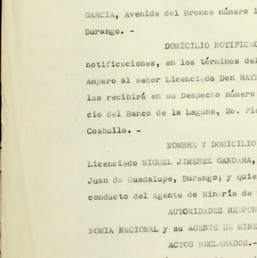 GARCIA, Avenida del Bronce número 1
Durango. -
DOMICILIO NOTIFICAC
notificaciones, en los términos del
Amparo al señor Licenciado Don RAY
las recibirá en su Despacho número
cio del Banco de la Laguna, 2o. Pi
Coahuila. -
NOMBRE Y DOMICILIO
Licenciado MIGUEL JIMENEZ GANDARA,
Juan de Guadalupe, Durango; y quie
conducto del Agente de Minería de
AUTORIDADES RESPON
NOMIA NACIONAL y su AGENTE DE MINE
ACTOS RECLAMADOS.-